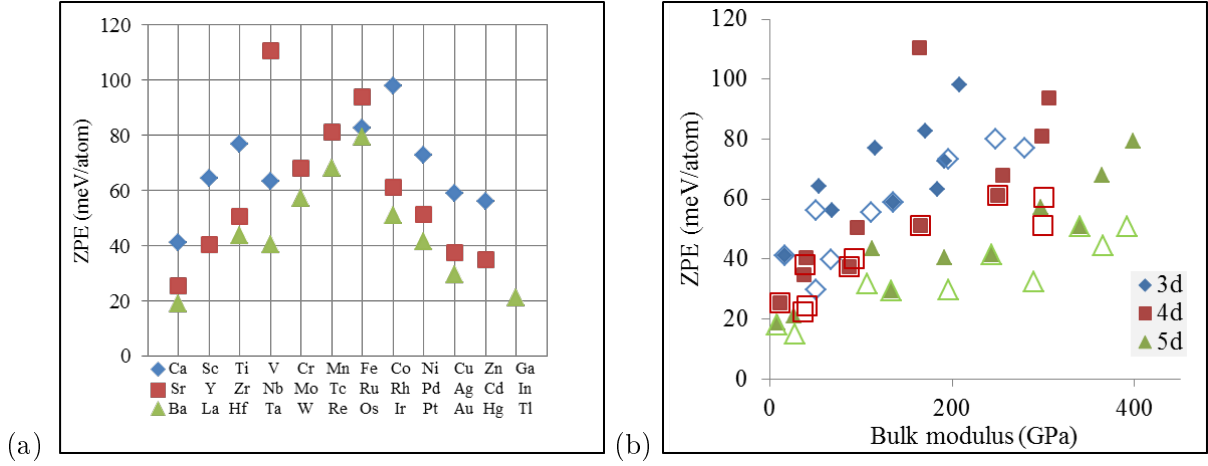 120
100
80
60
40
20
0
ZPE (meV/atom)
Ca Sc Ti V Cr Mn Fe Co Ni Cu Zn Ga
Sr Y Zr Nb Mo Tc Ru Rh Pd Ag Cd In
Ba La Hf Ta W Re Os Ir Pt Au Hg Tl
(a)
120
100
80
60
40
20
0
ZPE (meV/atom)
3d
4d
5d
0 200 400
Bulk modulus (GPa)
(b)